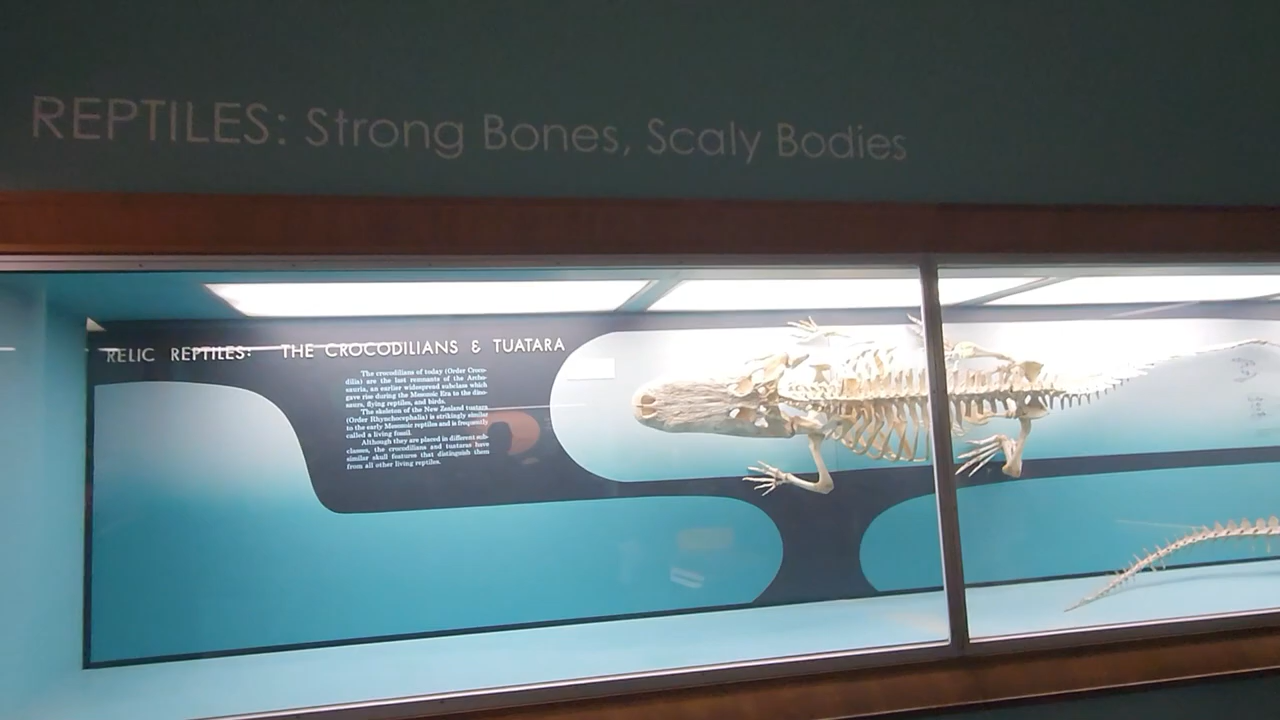 REPTILES: Strong Bones, Scaly Bodies
RELIC REPTILES: THE CROCODILIANS & TUATARA
The crocodilians of today (Order Croco-
dilia) are the last remnants of the Archo-
sauria, an earlier widespread subclass which
gave rise during the Mesozoic Era to the dino-
saurs, flying reptiles, and birds.
The skeleton of the New Zealand tuatara
(Order Rhynchocephalia) is strikingly similar
to the early Mesozoic reptiles and is frequently
called a living fossil.
Although they are placed in different sub-
classes, the crocodilians and tuataras have
similar skull features that distinguish them
from all other living reptiles.